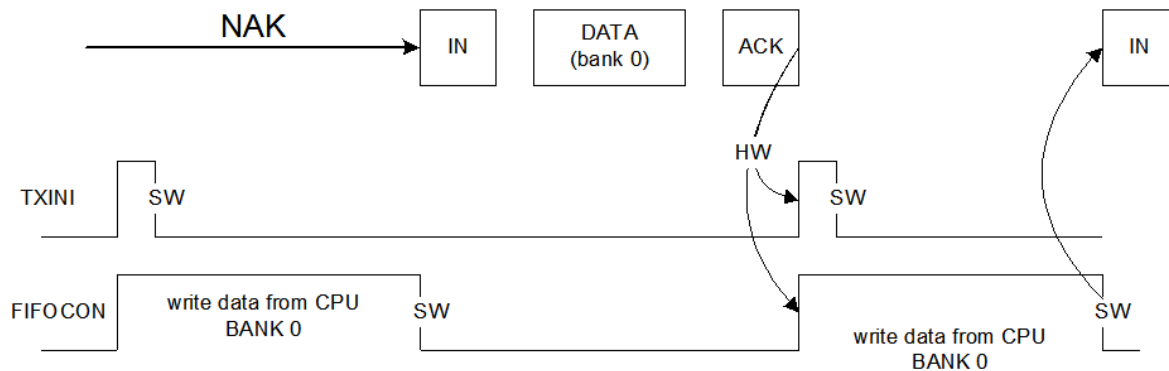 NAK
IN
DATA
(bank 0)
ACK
IN
HW
TXINI
SW
SW
FIFOCON
write data from CPU
BANK 0
SW
write data from CPU
BANK 0
SW